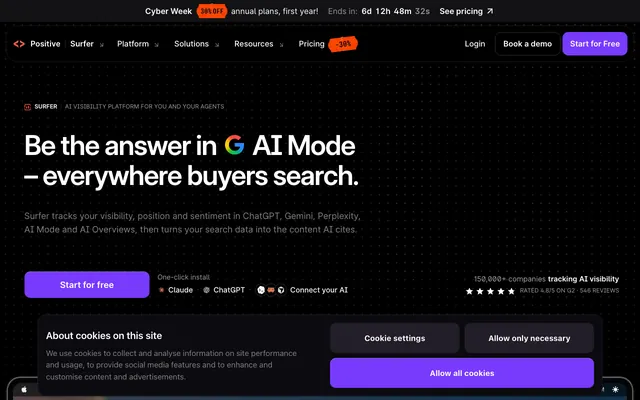 Cyber Week 30% OFF annual plans, first year! Ends in: 6d 12h 48m 32s See pricing ↗
Positive Surfer Platform Solutions Resources Pricing -30% Login Book a demo Start for Free
SURFER AI VISIBILITY PLATFORM FOR YOU AND YOUR AGENTS
Be the answer in G AI Mode
– everywhere buyers search.
Surfer tracks your visibility, position and sentiment in ChatGPT, Gemini, Perplexity,
AI Mode and AI Overviews, then turns your search data into the content AI cites.
Start for free
One-click install
Claude ChatGPT Connect your AI
150,000+ companies tracking AI visibility
RATED 4.8/5 ON G2 · 546 REVIEWS
About cookies on this site
We use cookies to collect and analyse information on site performance
and usage, to provide social media features and to enhance and
customise content and advertisements.
Cookie settings
Allow only necessary
Allow all cookies